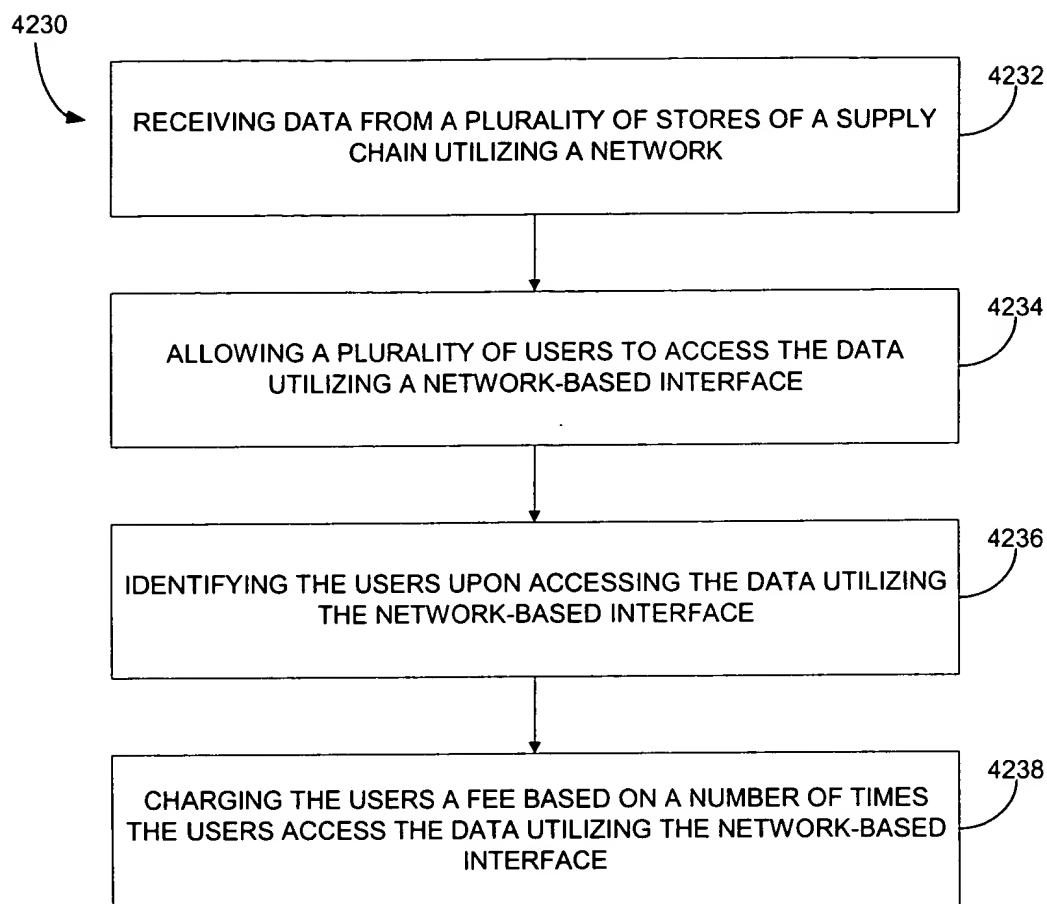 4230
4232
RECEIVING DATA FROM A PLURALITY OF STORES OF A SUPPLY
CHAIN UTILIZING A NETWORK
4234
ALLOWING A PLURALITY OF USERS TO ACCESS THE DATA
UTILIZING A NETWORK-BASED INTERFACE
4236
IDENTIFYING THE USERS UPON ACCESSING THE DATA UTILIZING
THE NETWORK-BASED INTERFACE
4238
CHARGING THE USERS A FEE BASED ON A NUMBER OF TIMES
THE USERS ACCESS THE DATA UTILIZING THE NETWORK-BASED
INTERFACE